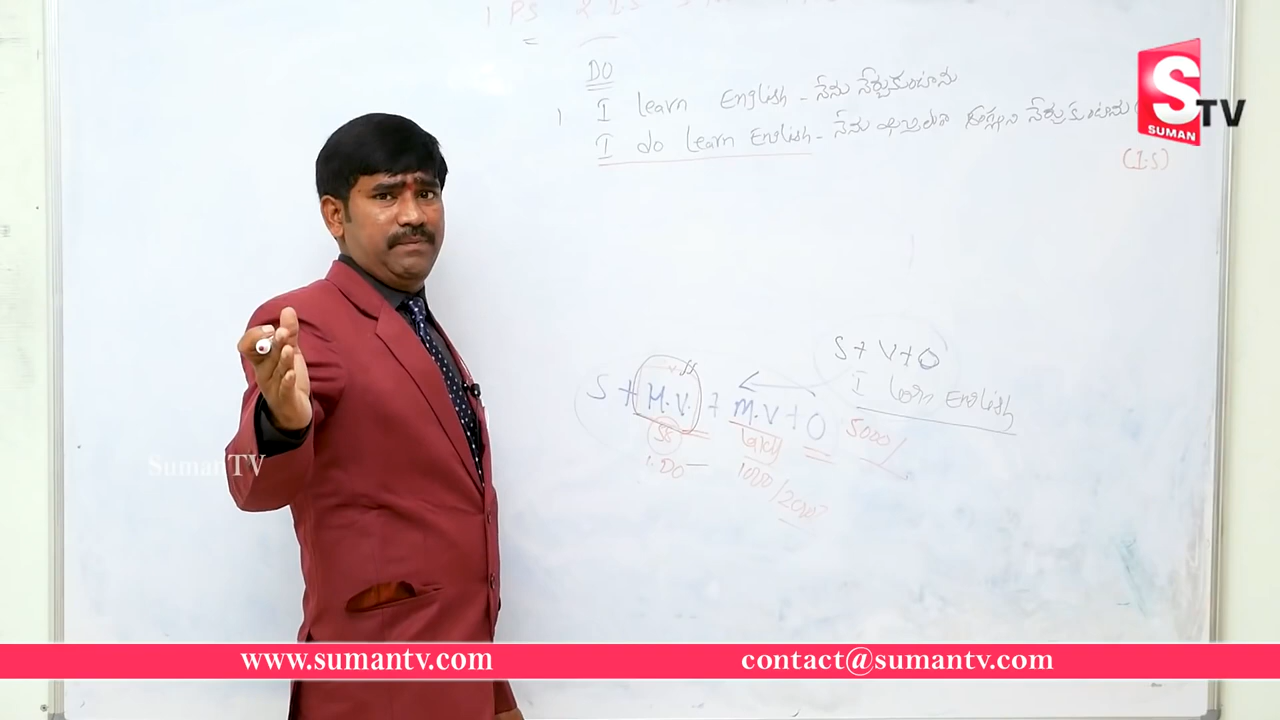 DO
I learn English - నేను నేర్చుకుంటాను
I do learn English - నేను ఖచ్చితంగా నేర్చుకుంటాను
(I.S)
S + V + O
I learn English
S + H.V. + M.V + O
5000/
1. DO
1000/2000
S
SUMAN TV
SumanTV
www.sumantv.com
contact@sumantv.com